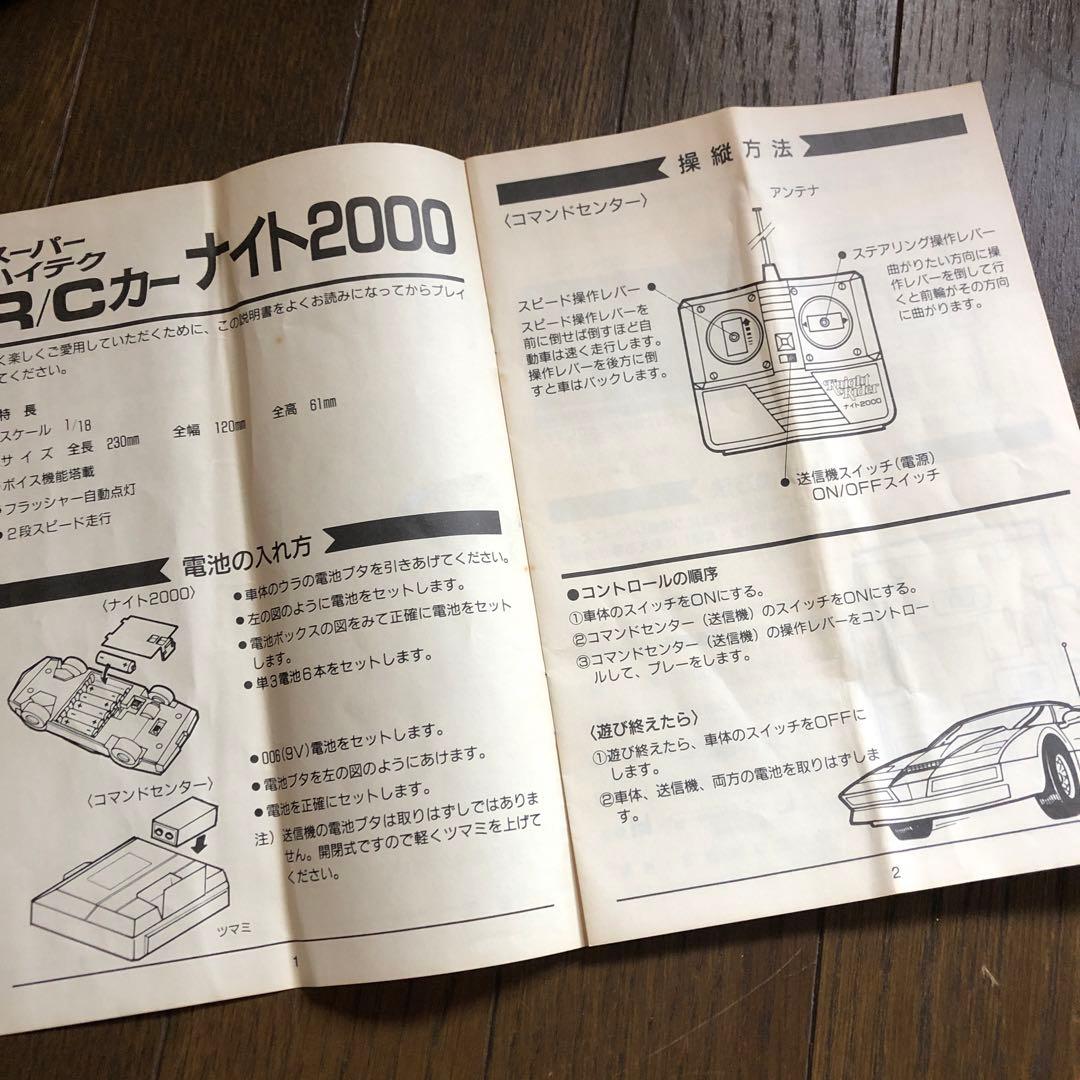 スーパー
ハイテク
R/Cカー ナイト2000
く楽しくご愛用していただくために、この説明書をよくお読みになってからプレイ
てください。
特 長
スケール 1/18
サイズ 全長 230mm 全幅 120mm 全高 61mm
ボイス機能塔載
フラッシャー自動点灯
●2段スピード走行
電池の入れ方
〈ナイト2000〉
●車体のウラの電池ブタを引きあげてください。
●左の図のように電池をセットします。
●電池ボックスの図をみて正確に電池をセット
します。
●単3電池6本をセットします。
●006(9V)電池をセットします。
●電池ブタを左の図のようにあけます。
●電池を正確にセットします。
注）送信機の電池ブタは取りはずしではありま
せん。開閉式ですので軽くツマミを上げて
ください。
〈コマンドセンター〉
ツマミ
1
操縦方法
〈コマンドセンター〉
アンテナ
スピード操作レバー
スピード操作レバーを
前に倒せば倒すほど自
動車は速く走行します。
操作レバーを後方に倒
すと車はバックします。
ステアリング操作レバー
曲がりたい方向に操
作レバーを倒して行
くと前輪がその方向
に曲がります。
Knight
Rider
ナイト2000
送信機スイッチ(電源)
ON/OFFスイッチ
●コントロールの順序
①車体のスイッチをONにする。
②コマンドセンター（送信機）のスイッチをONにする。
③コマンドセンター（送信機）の操作レバーをコントロー
ルして、プレーをします。
〈遊び終えたら〉
①遊び終えたら、車体のスイッチをOFFに
します。
②車体、送信機、両方の電池を取りはずしま
す。
2